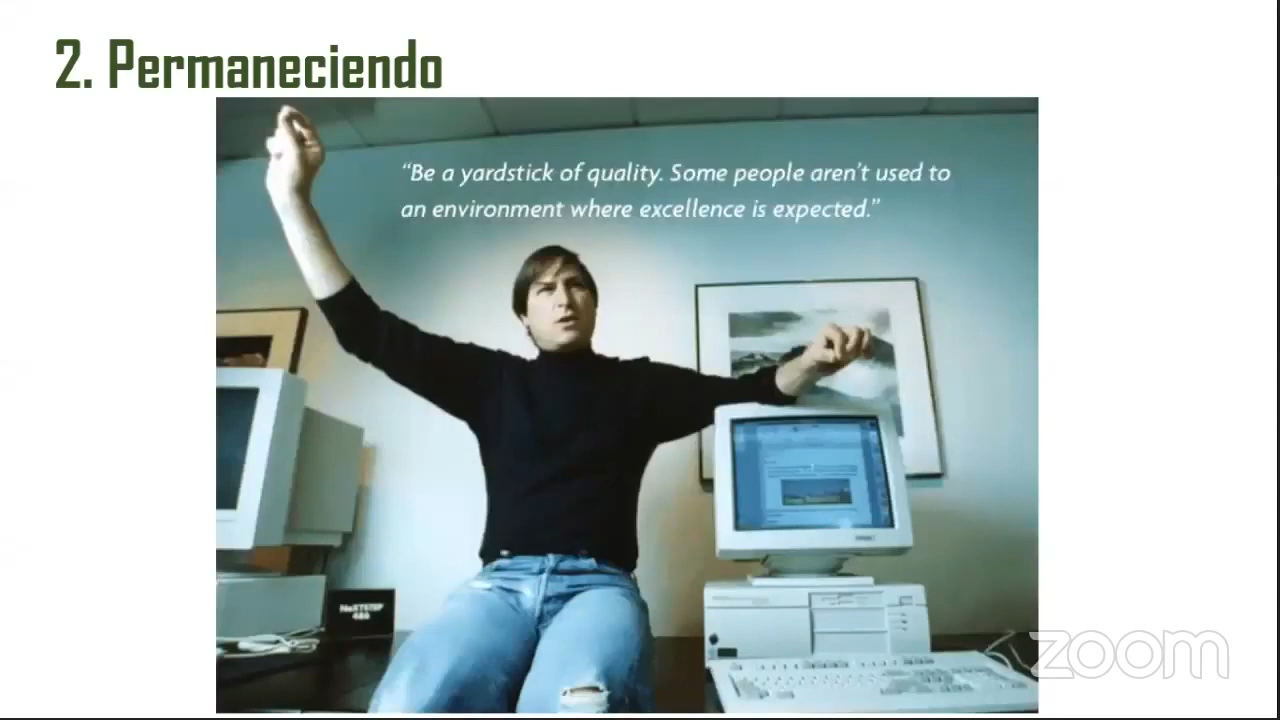 2. Permaneciendo
“Be a yardstick of quality. Some people aren’t used to
an environment where excellence is expected.”
NeXTSTEP
486
zoom